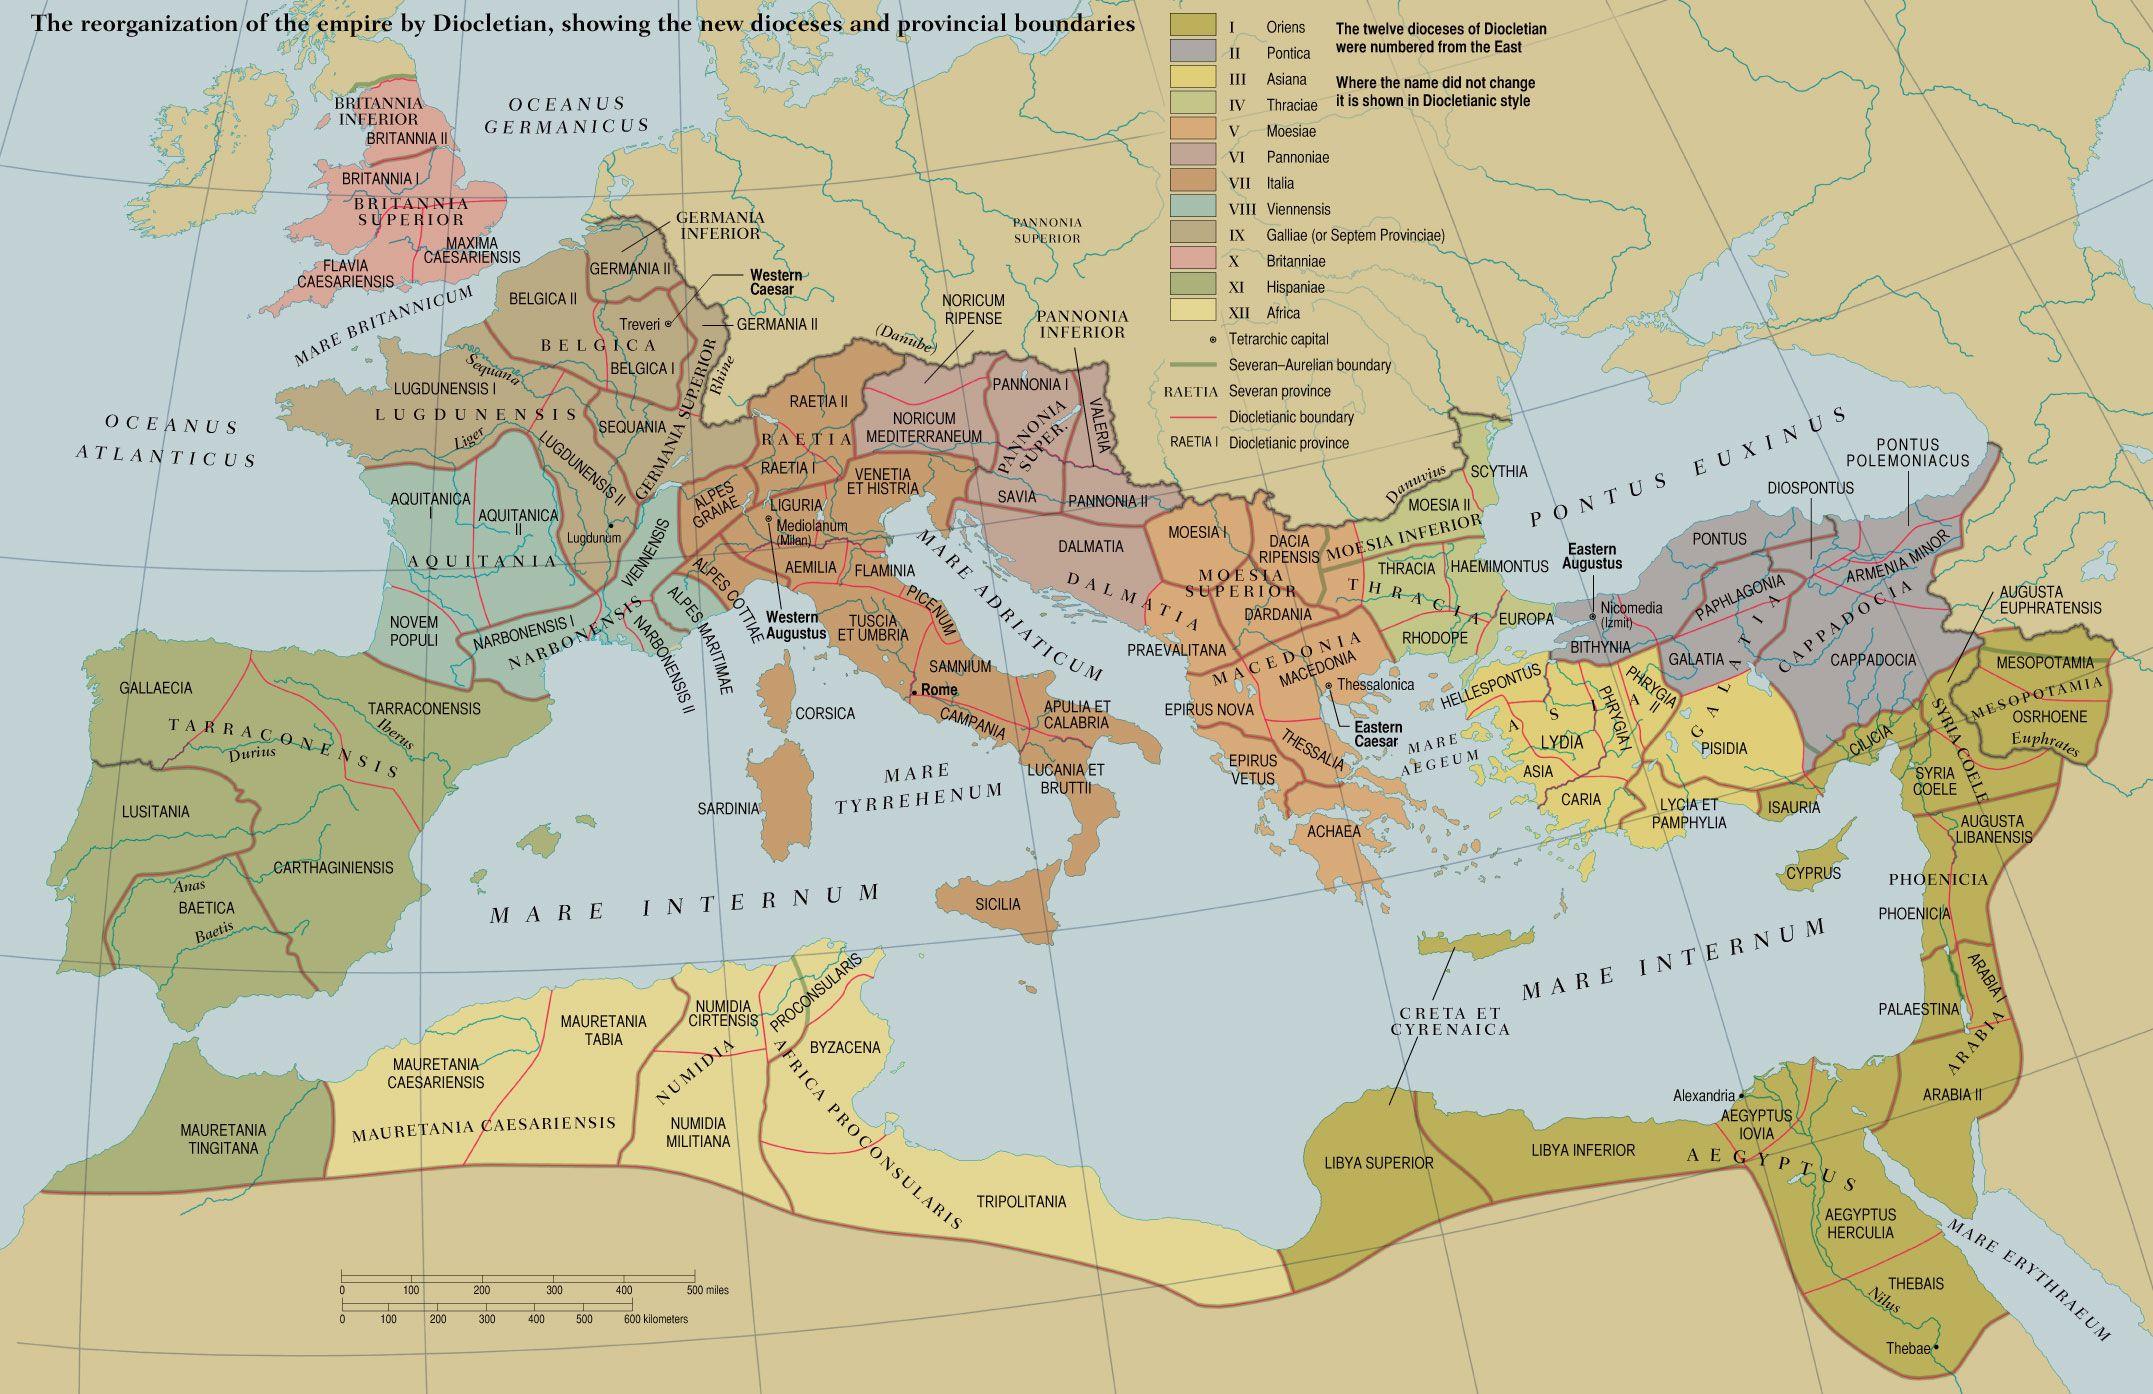 The reorganization of the empire by Diocletian, showing the new dioceses and provincial boundaries
I Oriens
II Pontica
III Asiana
IV Thraciae
V Moesiae
VI Pannoniae
VII Italia
VIII Viennensis
IX Galliae (or Septem Provinciae)
X Britanniae
XI Hispaniae
XII Africa
Tetrarchic capital
Severan–Aurelian boundary
RAETIA Severan province
Diocletianic boundary
RAETIA I Diocletianic province
The twelve dioceses of Diocletian
were numbered from the East
Where the name did not change
it is shown in Diocletianic style
OCEANUS
GERMANICUS
BRITANNIA
INFERIOR
BRITANNIA II
BRITANNIA I
BRITANNIA
SUPERIOR
MAXIMA
CAESARIENSIS
FLAVIA
CAESARIENSIS
MARE BRITANNICUM
OCEANUS
ATLANTICUS
GERMANIA
INFERIOR
GERMANIA II
BELGICA II
Western
Caesar
Treveri
GERMANIA II
BELGICA
BELGICA I
Rhine
GERMANIA SUPERIOR
Sequana
LUGDUNENSIS I
LUGDUNENSIS
Liger
SEQUANIA
LUGDUNENSIS II
Lugdunum
AQUITANICA
I
AQUITANICA
II
AQUITANIA
NOVEM
POPULI
NARBONENSIS I
NARBONENSIS
VIENNENSIS
NARBONENSIS II
ALPES MARITIMAE
ALPES COTTIAE
ALPES
GRAIAE
PANNONIA
SUPERIOR
(Danube)
NORICUM
RIPENSE
PANNONIA
INFERIOR
RAETIA II
RAETIA
RAETIA I
NORICUM
MEDITERRANEUM
PANNONIA I
PANNONIA
SUPER.
VALERIA
SAVIA
PANNONIA II
VENETIA
ET HISTRIA
LIGURIA
Mediolanum
(Milan)
AEMILIA
FLAMINIA
PICENUM
Western
Augustus
TUSCIA
ET UMBRIA
SAMNIUM
Rome
CAMPANIA
APULIA ET
CALABRIA
LUCANIA ET
BRUTTII
CORSICA
SARDINIA
SICILIA
MARE
TYRREHENUM
MARE ADRIATICUM
DALMATIA
DALMATIA
PRAEVALITANA
MOESIA I
MOESIA
SUPERIOR
DACIA
RIPENSIS
DARDANIA
MACEDONIA
MACEDONIA
Thessalonica
Eastern
Caesar
EPIRUS NOVA
EPIRUS
VETUS
THESSALIA
ACHAEA
Danuvius
SCYTHIA
MOESIA II
MOESIA INFERIOR
THRACIA
HAEMIMONTUS
THRACIA
EUROPA
RHODOPE
PONTUS EUXINUS
PONTUS
POLEMONIACUS
DIOSPONTUS
PONTUS
Eastern
Augustus
Nicomedia
(Izmit)
BITHYNIA
PAPHLAGONIA
ARMENIA MINOR
GALATIA
GALATIA
CAPPADOCIA
CAPPADOCIA
HELLESPONTUS
ASIA
LYDIA
PHRYGIA I
PHRYGIA
II
PISIDIA
ASIA
CARIA
LYCIA ET
PAMPHYLIA
ISAURIA
CILICIA
MARE
AEGEUM
AUGUSTA
EUPHRATENSIS
MESOPOTAMIA
MESOPOTAMIA
OSRHOENE
Euphrates
SYRIA COELE
SYRIA
COELE
AUGUSTA
LIBANENSIS
CYPRUS
PHOENICIA
PHOENICIA
ARABIA I
PALAESTINA
ARABIA
ARABIA II
GALLAECIA
TARRACONENSIS
TARRACONENSIS
Iberus
Durius
LUSITANIA
CARTHAGINIENSIS
Anas
BAETICA
Baetis
MARE INTERNUM
MARE INTERNUM
CRETA ET
CYRENAICA
MAURETANIA
TINGITANA
MAURETANIA
CAESARIENSIS
MAURETANIA
TABIA
MAURETANIA CAESARIENSIS
NUMIDIA
CIRTENSIS
NUMIDIA
NUMIDIA
MILITIANA
PROCONSULARIS
BYZACENA
AFRICA PROCONSULARIS
TRIPOLITANIA
LIBYA SUPERIOR
LIBYA INFERIOR
Alexandria
AEGYPTUS
IOVIA
AEGYPTUS
AEGYPTUS
HERCULIA
THEBAIS
Nilus
Thebae
MARE ERYTHRAEUM
0 100 200 300 400 500 miles
0 100 200 300 400 500 600 kilometers